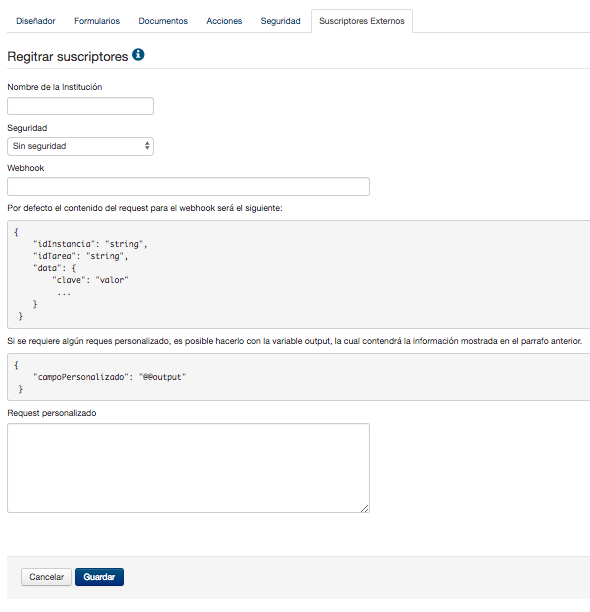 Diseñador Formularios Documentos Acciones Seguridad Suscriptores Externos
Regitrar suscriptores
Nombre de la Institución
Seguridad
Sin seguridad
Webhook
Por defecto el contenido del request para el webhook será el siguiente:
{
"idInstancia": "string",
"idTarea": "string",
"data": {
"clave": "valor"
...
}
}
Si se requiere algún reques personalizado, es posible hacerlo con la variable output, la cual contendrá la información mostrada en el parrafo anterior.
{
"campoPersonalizado": "@@output"
}
Request personalizado
Cancelar Guardar